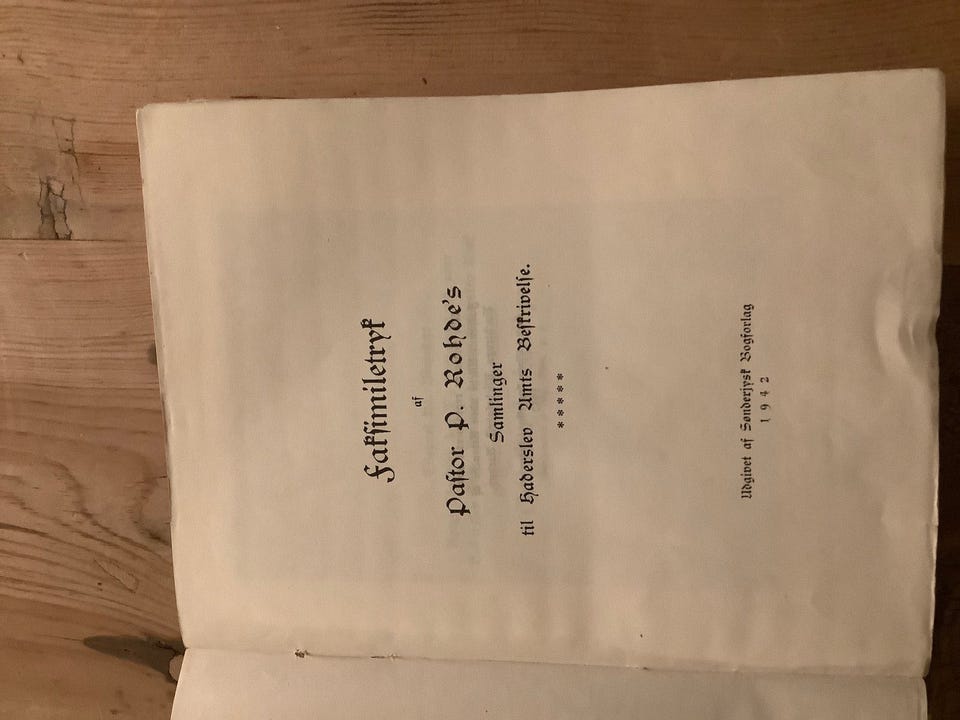 Faksimiletryk
af
Pastor P. Rohde's
Samlinger
til Haderslev Amts Beskrivelse.
*****
Udgivet af Sønderjysk Bogforlag
1942